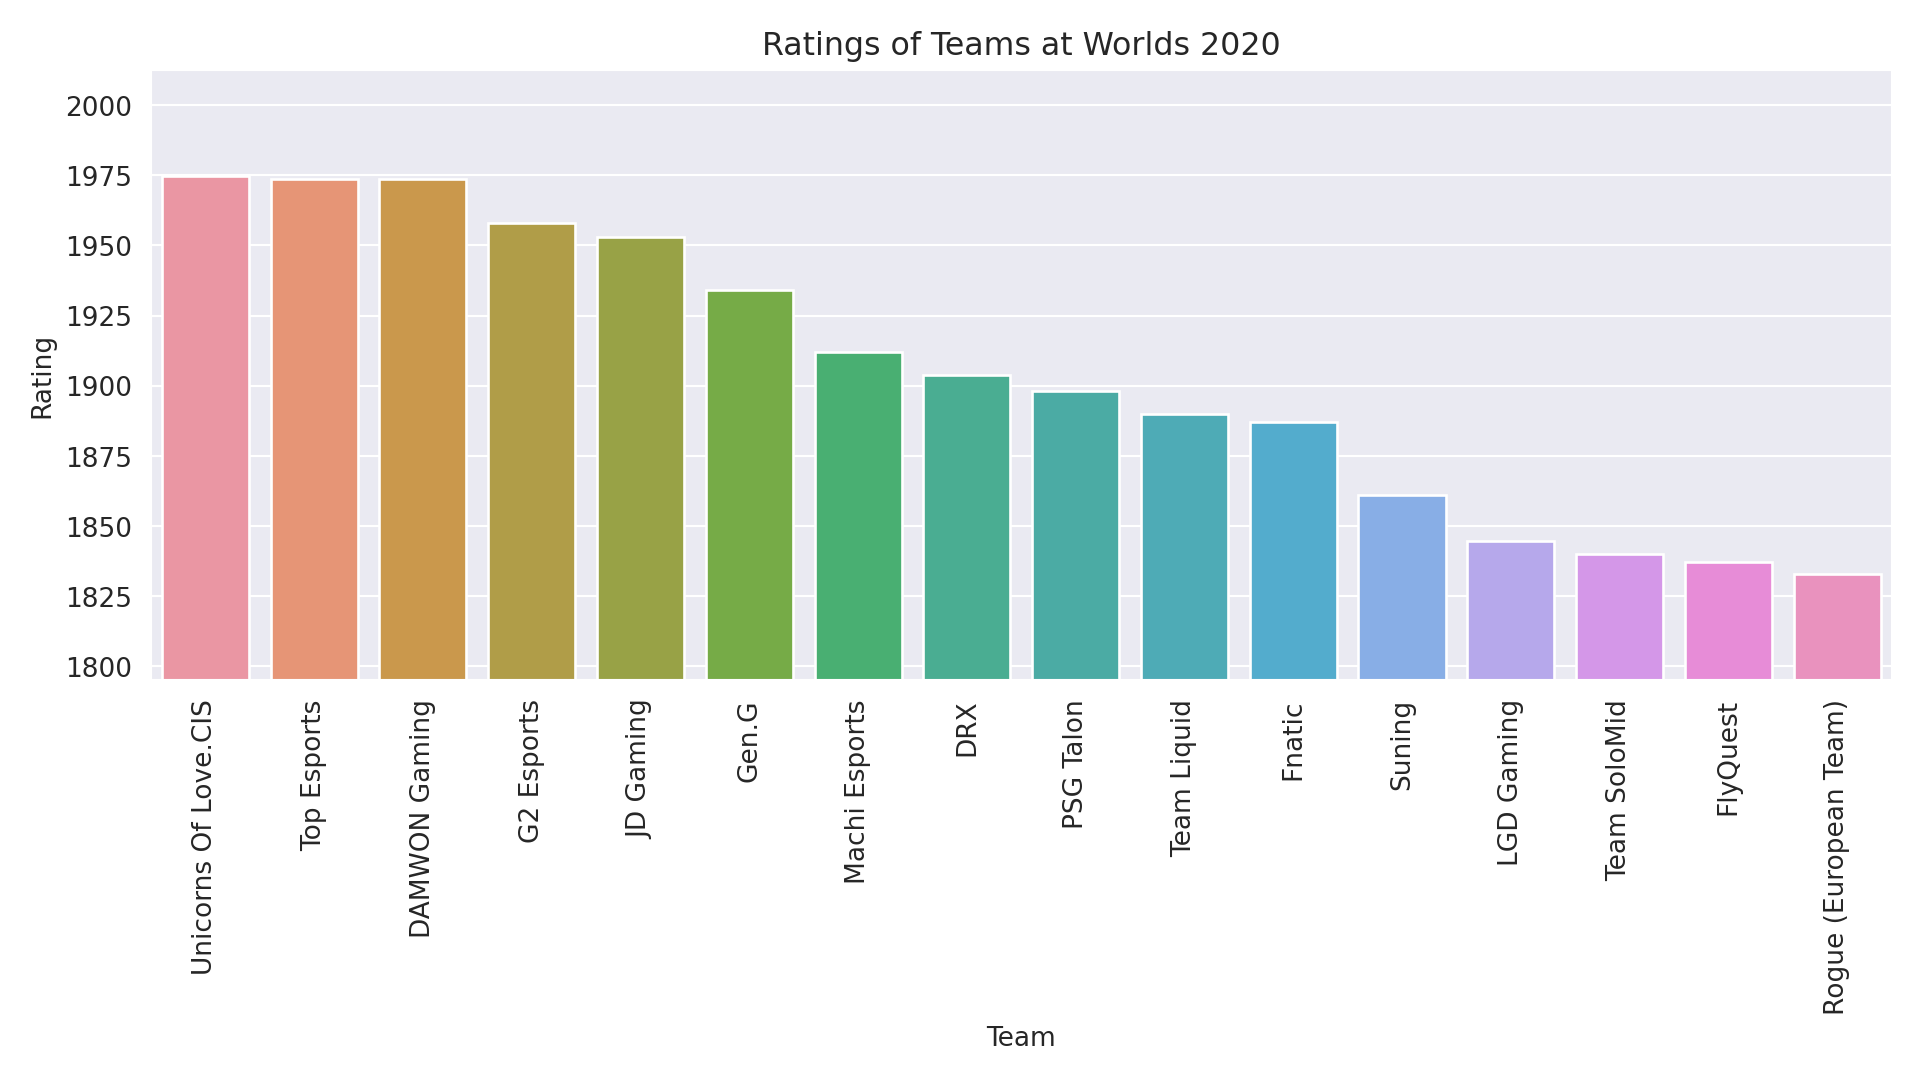 Ratings of Teams at Worlds 2020
2000
1975
1950
1925
1900
1875
1850
1825
1800
Rating
Unicorns Of Love.CIS
Top Esports
DAMWON Gaming
G2 Esports
JD Gaming
Gen.G
Machi Esports
DRX
PSG Talon
Team Liquid
Fnatic
Suning
LGD Gaming
Team SoloMid
FlyQuest
Rogue (European Team)
Team